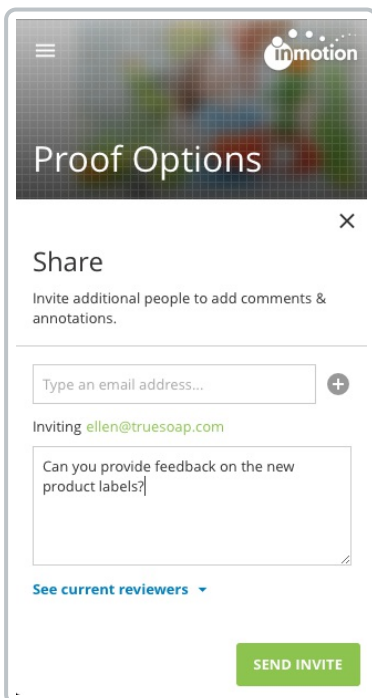 inmotion
Proof Options
Share
Invite additional people to add comments &
annotations.
Type an email address...
Inviting ellen@truesoap.com
Can you provide feedback on the new
product labels?
See current reviewers
SEND INVITE